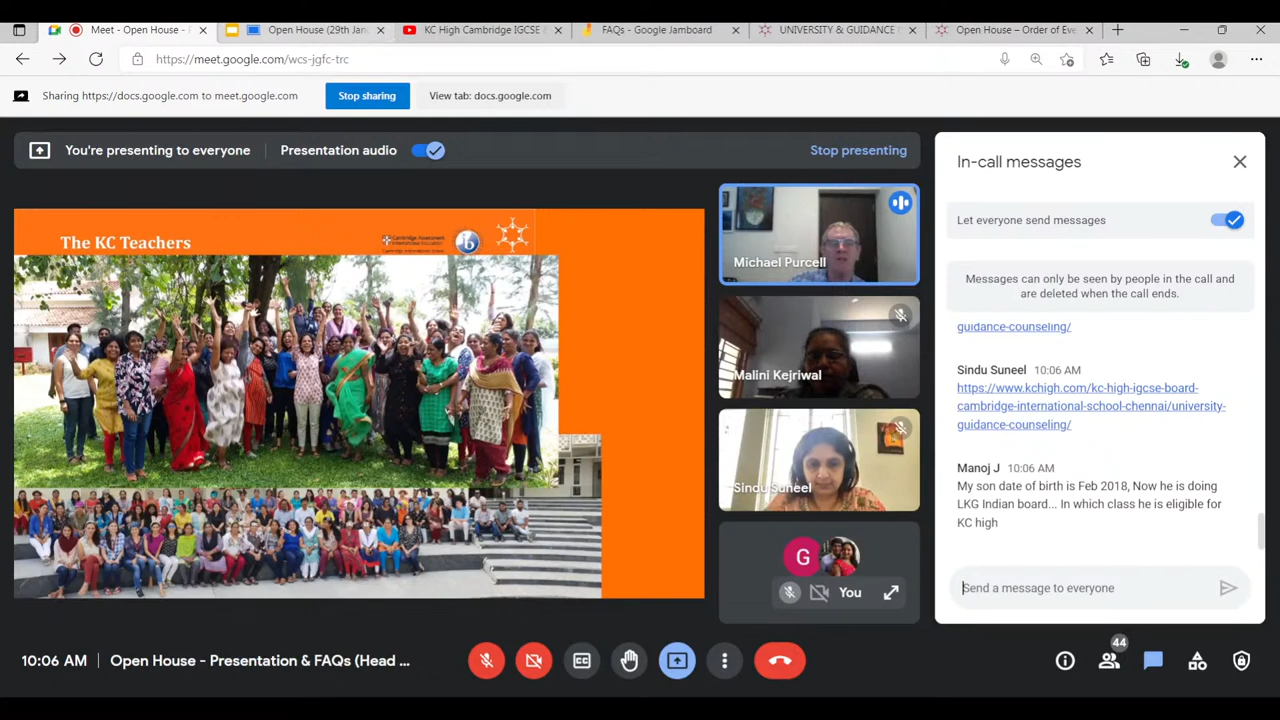 Meet - Open House - P
Open House (29th Jan
KC High Cambridge IGCSE
FAQs - Google Jamboard
UNIVERSITY & GUIDANCE C
Open House – Order of Eve
https://meet.google.com/wcs-jgfc-trc
Sharing https://docs.google.com to meet.google.com
Stop sharing
View tab: docs.google.com
You're presenting to everyone
Presentation audio
Stop presenting
The KC Teachers
Cambridge Assessment
International Education
Cambridge International School
Michael Purcell
Malini Kejriwal
Sindu Suneel
G
You
In-call messages
Let everyone send messages
Messages can only be seen by people in the call and
are deleted when the call ends.
guidance-counseling/
Sindu Suneel 10:06 AM
https://www.kchigh.com/kc-high-igcse-board-
cambridge-international-school-chennai/university-
guidance-counseling/
Manoj J 10:06 AM
My son date of birth is Feb 2018, Now he is doing
LKG Indian board... In which class he is eligible for
KC high
Send a message to everyone
10:06 AM
Open House - Presentation & FAQs (Head ...
44